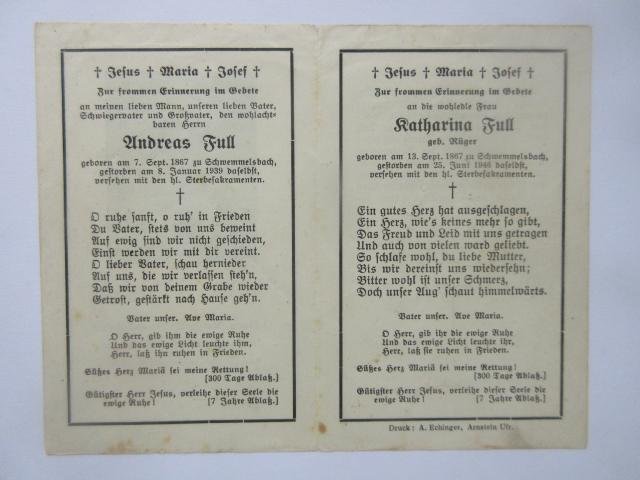 † Jesus † Maria † Josef †
Zur frommen Erinnerung im Gebete
an meinen lieben Mann, unseren lieben Vater,
Schwiegervater und Großvater, den wohlacht-
baren Herrn
Andreas Full
geboren am 7. Sept. 1867 zu Schwemmelsbach,
gestorben am 8. Januar 1939 daselbst,
versehen mit den hl. Sterbesakramenten.
†
O ruhe sanft, o ruh' in Frieden
Du Vater, stets von uns beweint
Auf ewig sind wir nicht geschieden,
Einst werden wir mit dir vereint.
O lieber Vater, schau hernieder
Auf uns, die wir verlassen steh'n,
Daß wir von deinem Grabe wieder
Getrost, gestärkt nach Hause geh'n.
Vater unser. Ave Maria.
O Herr, gib ihm die ewige Ruhe
Und das ewige Licht leuchte ihm,
Herr, laß ihn ruhen in Frieden.
Süßes Herz Mariä sei meine Rettung!
[300 Tage Ablaß.]
Gütigster Herr Jesus, verleihe dieser Seele die
ewige Ruhe! [7 Jahre Ablaß.]
† Jesus † Maria † Josef †
Zur frommen Erinnerung im Gebete
an die wohledle Frau
Katharina Full
geb. Rüger
geboren am 13. Sept. 1867 zu Schwemmelsbach,
gestorben am 25. Juni 1946 daselbst,
versehen mit den hl. Sterbesakramenten.
†
Ein gutes Herz hat ausgeschlagen,
Ein Herz, wie's keines mehr so gibt,
Das Freud und Leid mit uns getragen
Und auch von vielen ward geliebt.
So schlafe wohl, du liebe Mutter,
Bis wir dereinst uns wiedersehn;
Bitter wohl ist unser Schmerz,
Doch unser Aug' schaut himmelwärts.
Vater unser. Ave Maria.
O Herr, gib ihr die ewige Ruhe
Und das ewige Licht leuchte ihr,
Herr, laß sie ruhen in Frieden.
Süßes Herz Mariä sei meine Rettung!
[300 Tage Ablaß.]
Gütigster Herr Jesus, verleihe dieser Seele die
ewige Ruhe! [7 Jahre Ablaß.]
Druck: A. Echinger, Arnstein Ufr.